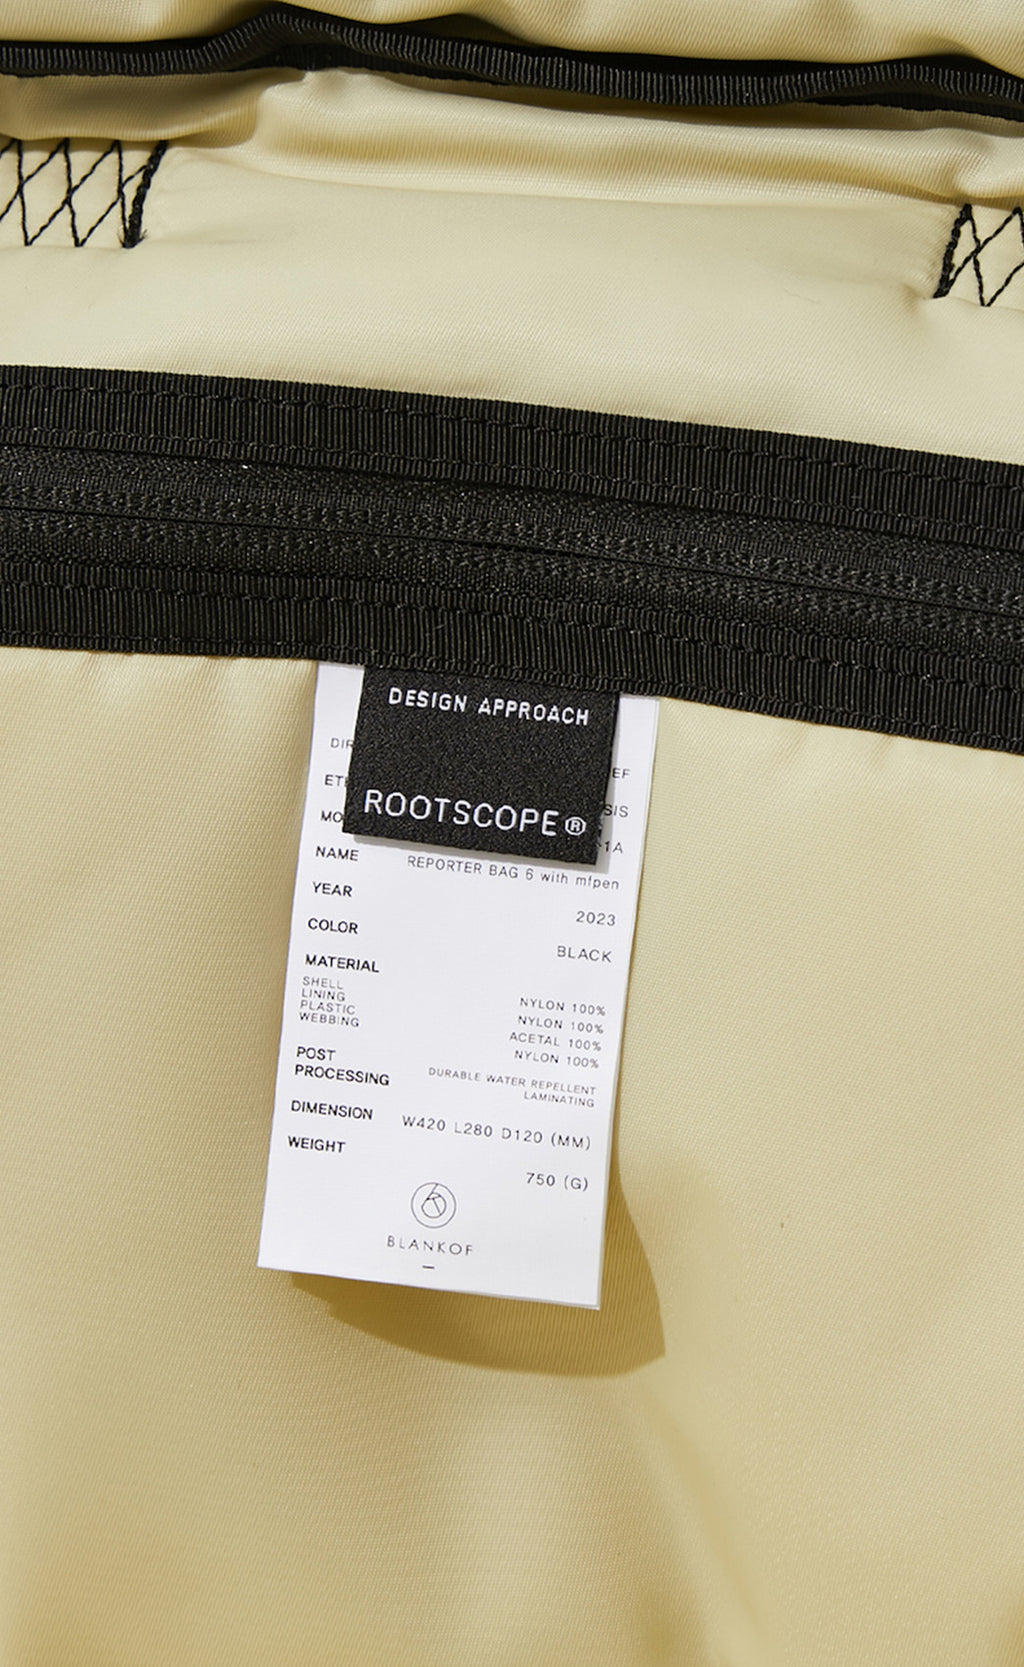 DESIGN APPROACH
ROOTSCOPE®
NAME REPORTER BAG 6 with mfpen
YEAR 2023
COLOR BLACK
MATERIAL
SHELL NYLON 100%
LINING NYLON 100%
PLASTIC ACETAL 100%
WEBBING NYLON 100%
POST
PROCESSING DURABLE WATER REPELLENT
LAMINATING
DIMENSION W420 L280 D120 (MM)
WEIGHT 750 (G)
BLANKOF